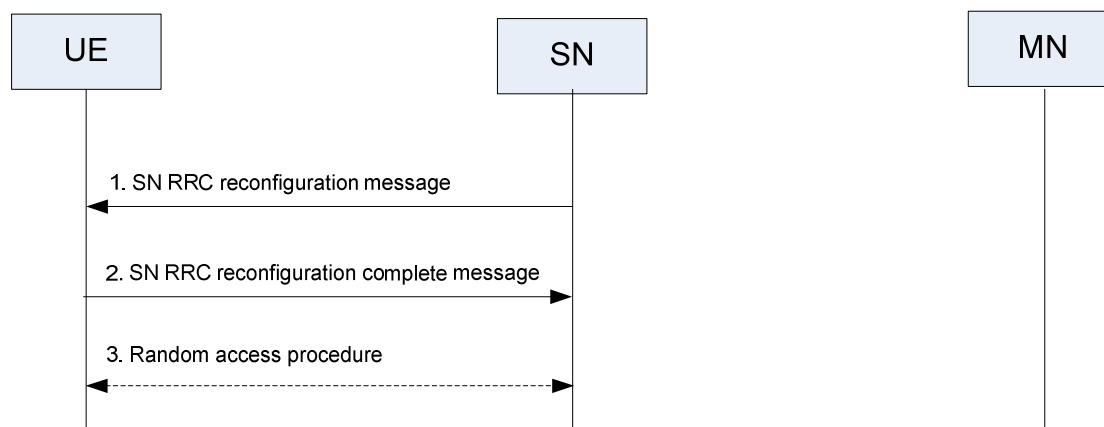 UE
SN
MN
1. SN RRC reconfiguration message
2. SN RRC reconfiguration complete message
3. Random access procedure